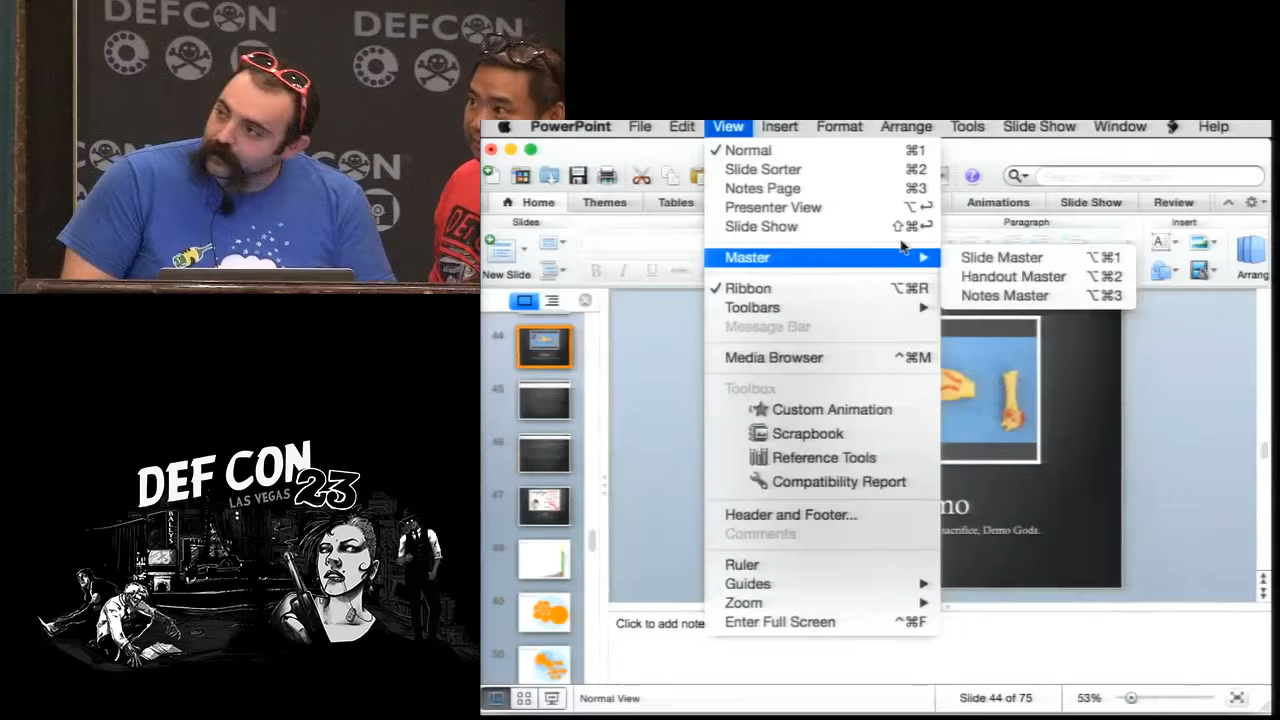 DEFCON
DEFCON
DEF CON 23
LAS VEGAS
BALLY'S
PowerPoint File Edit View Insert Format Arrange Tools Slide Show Window Help
Home Themes Tables Animations Slide Show Review
Slides Paragraph Insert
New Slide Arrang
B I U
✓ Normal ⌘1
Slide Sorter ⌘2
Notes Page ⌘3
Presenter View ⌥↩
Slide Show ⇧⌘↩
Master ▶
Slide Master ⌥⌘1
Handout Master ⌥⌘2
Notes Master ⌥⌘3
✓ Ribbon ⌥⌘R
Toolbars ▶
Message Bar
Media Browser ^⌘M
Toolbox
Custom Animation
Scrapbook
Reference Tools
Compatibility Report
Header and Footer...
Comments
Ruler
Guides ▶
Zoom ▶
Enter Full Screen ^⌘F
44
45
46
47
48
50
mo
sacrifice, Demo Gods.
Click to add note
Normal View Slide 44 of 75 53%